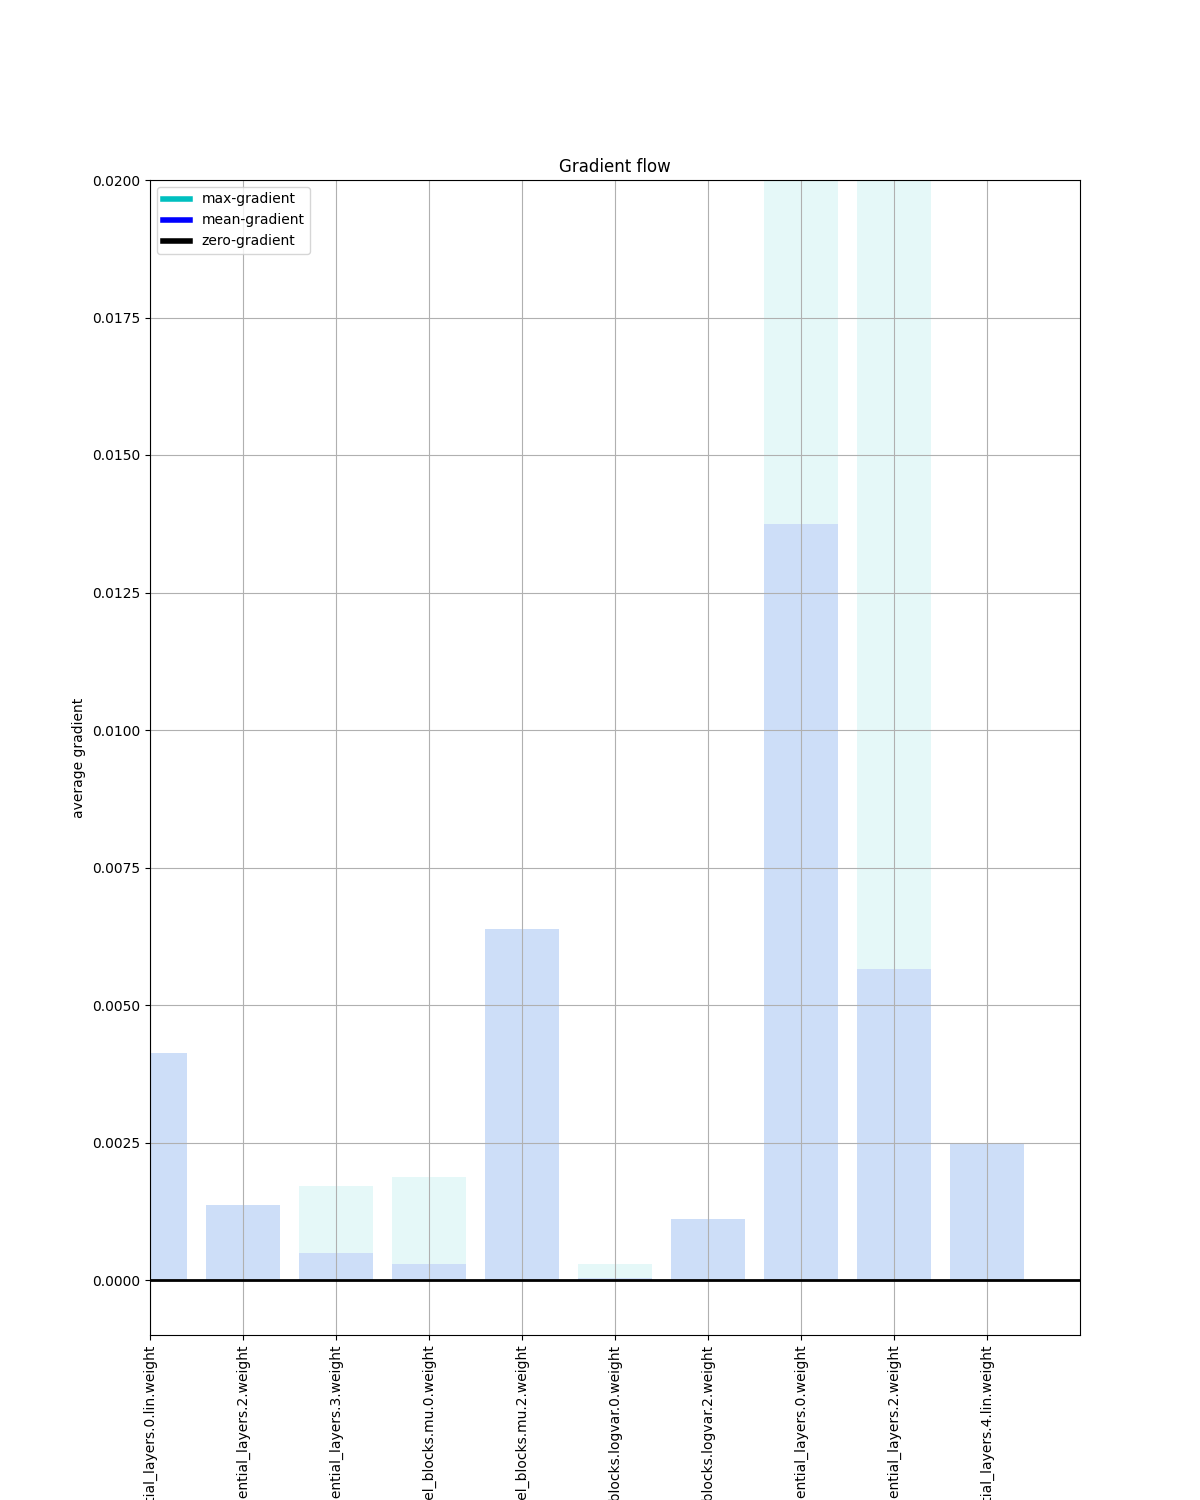 Gradient flow
max-gradient
mean-gradient
zero-gradient
average gradient
0.0200
0.0175
0.0150
0.0125
0.0100
0.0075
0.0050
0.0025
0.0000
tial_layers.0.lin.weight
ential_layers.2.weight
ential_layers.3.weight
el_blocks.mu.0.weight
el_blocks.mu.2.weight
blocks.logvar.0.weight
blocks.logvar.2.weight
ential_layers.0.weight
ential_layers.2.weight
tial_layers.4.lin.weight